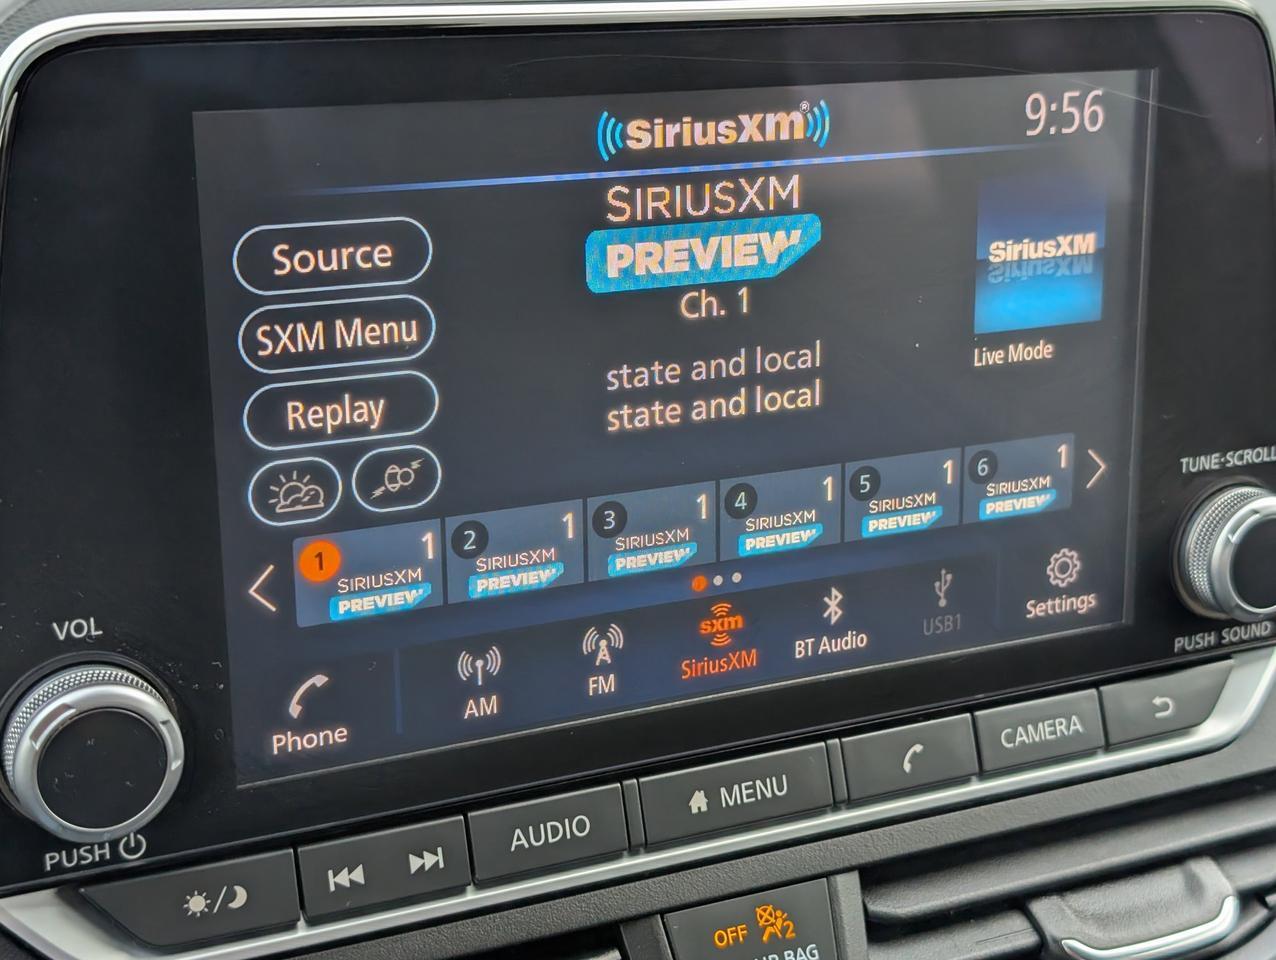 SiriusXM®
9:56
SIRIUSXM
PREVIEW
Ch. 1
Source
SXM Menu
Replay
state and local
state and local
SiriusXM
Live Mode
1 SIRIUSXM PREVIEW 1
2 SIRIUSXM PREVIEW 1
3 SIRIUSXM PREVIEW 1
4 SIRIUSXM PREVIEW 1
5 SIRIUSXM PREVIEW 1
6 SIRIUSXM PREVIEW 1
Phone
AM
FM
sxm
SiriusXM
BT Audio
USB1
Settings
VOL
PUSH
TUNE·SCROLL
PUSH SOUND
AUDIO
MENU
CAMERA
OFF
2
BAG